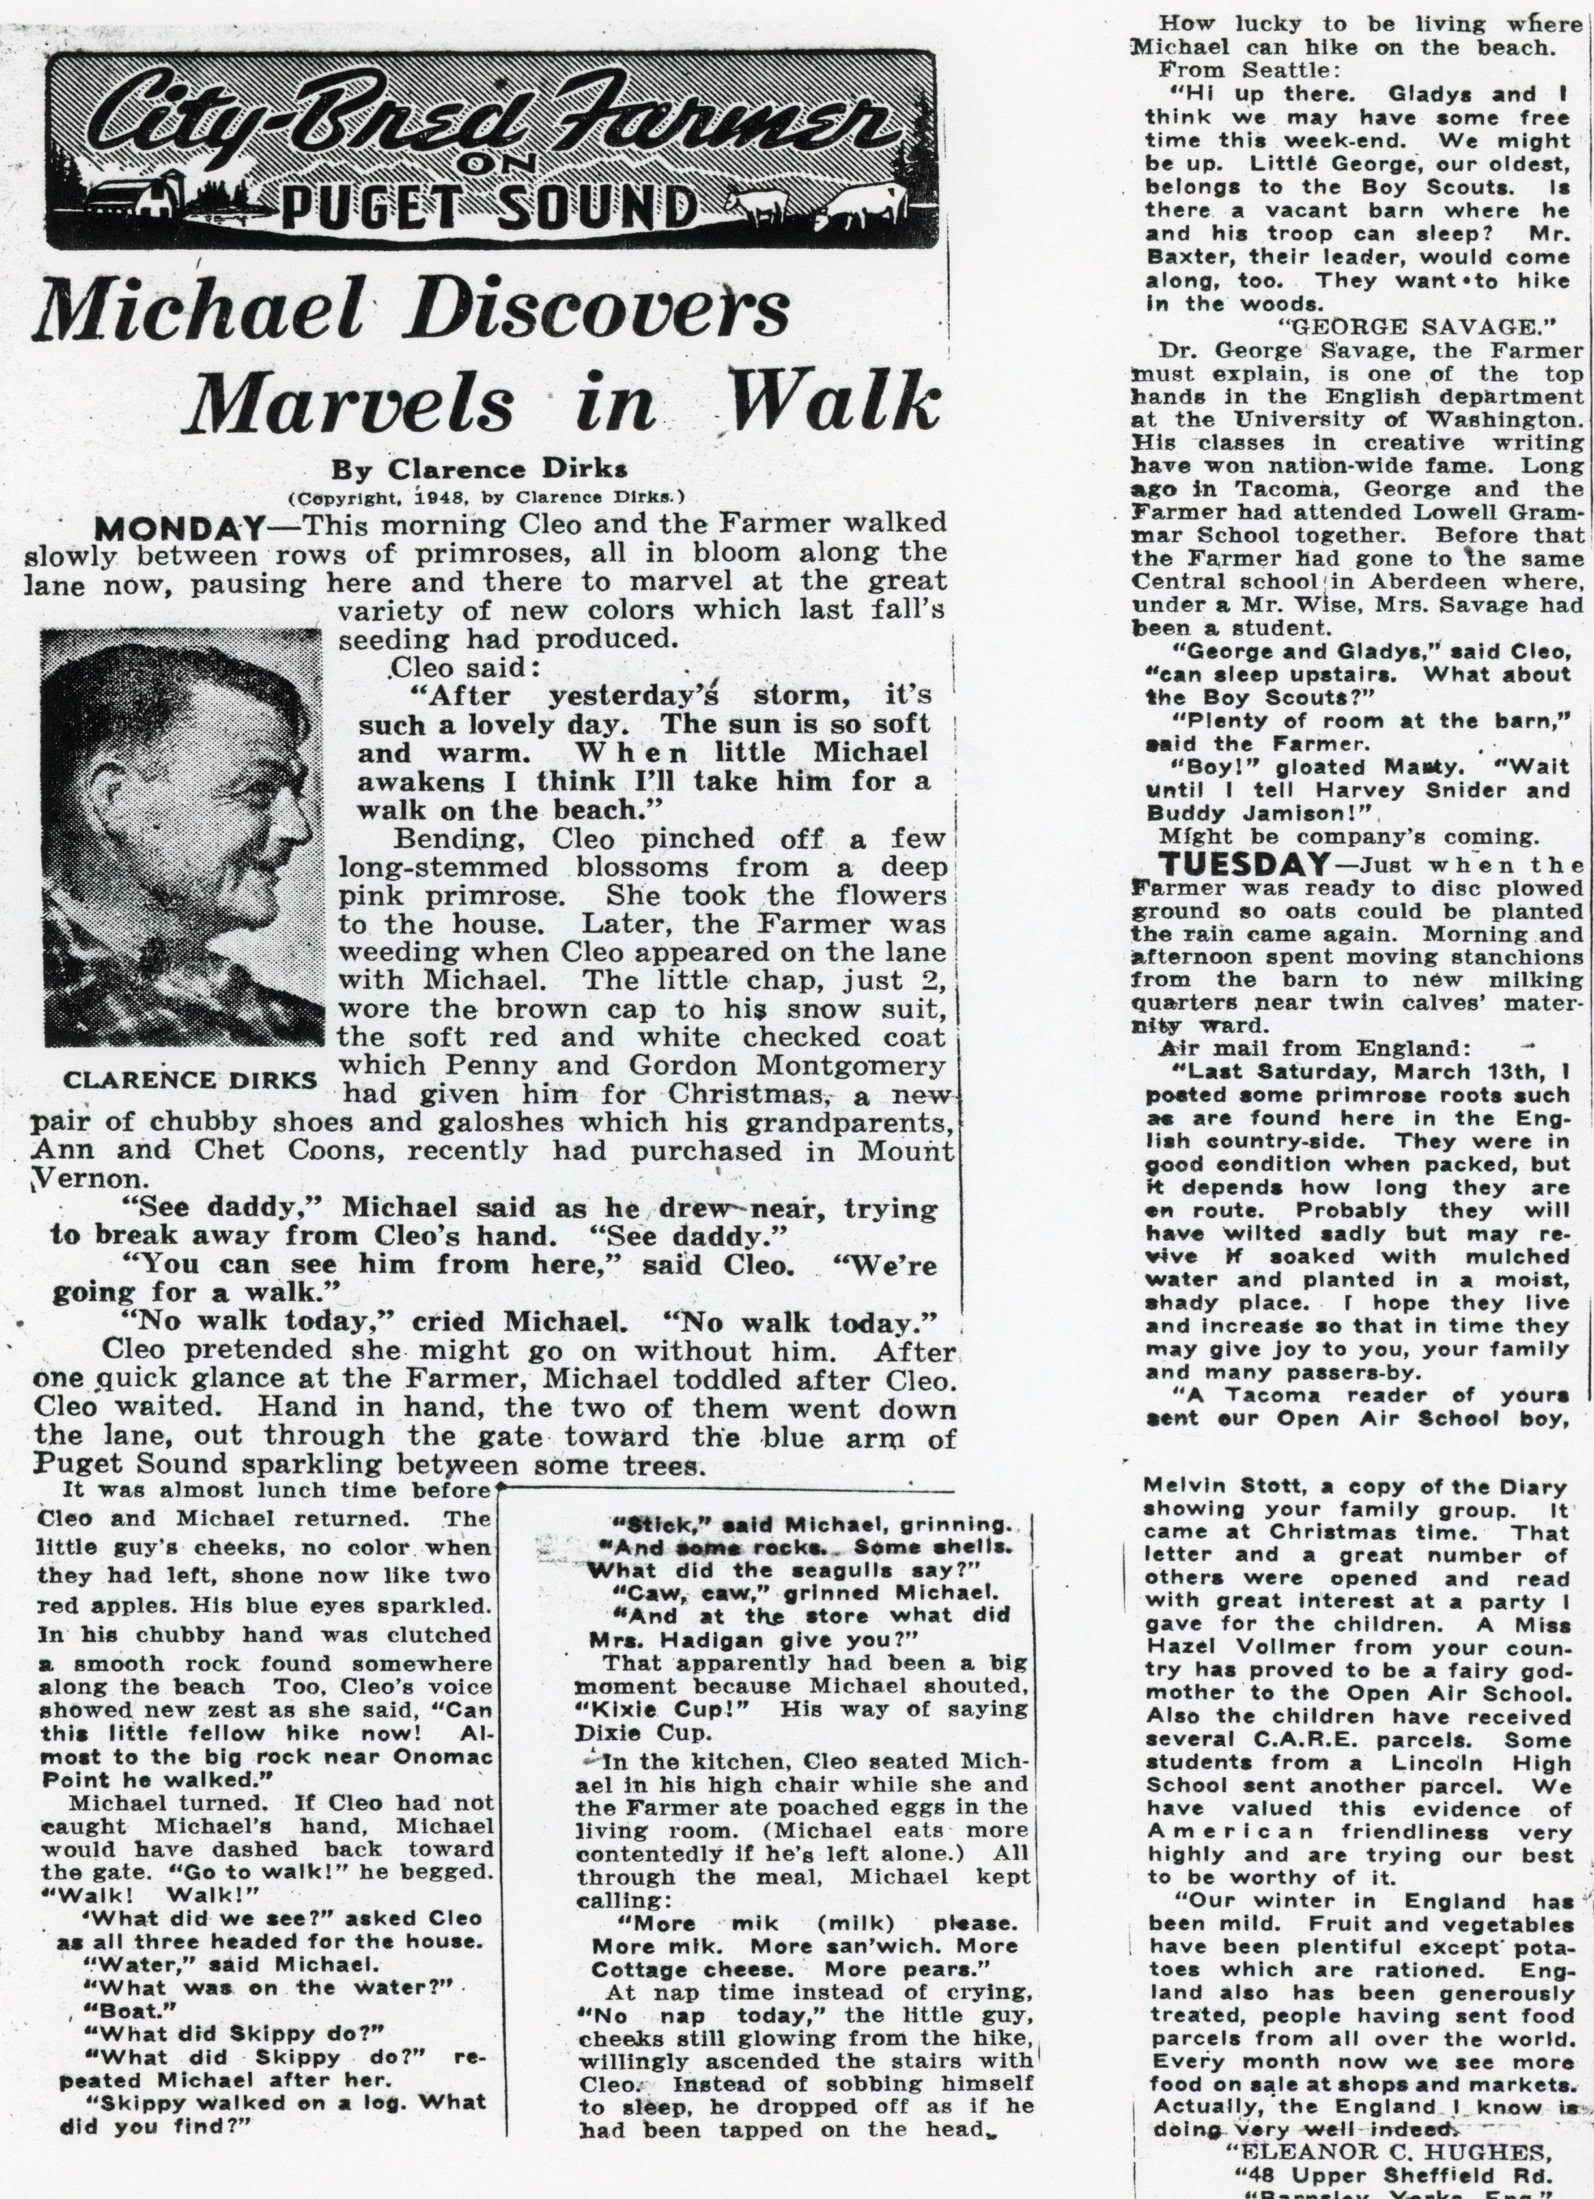 City-Bred Farmer
ON
PUGET SOUND
Michael Discovers
Marvels in Walk
By Clarence Dirks
(Copyright, 1948, by Clarence Dirks.)
MONDAY—This morning Cleo and the Farmer walked
slowly between rows of primroses, all in bloom along the
lane now, pausing here and there to marvel at the great
variety of new colors which last fall's
seeding had produced.
Cleo said:
"After yesterday's storm, it's
such a lovely day. The sun is so soft
and warm. When little Michael
awakens I think I'll take him for a
walk on the beach."
Bending, Cleo pinched off a few
long-stemmed blossoms from a deep
pink primrose. She took the flowers
to the house. Later, the Farmer was
weeding when Cleo appeared on the lane
with Michael. The little chap, just 2,
wore the brown cap to his snow suit,
the soft red and white checked coat
which Penny and Gordon Montgomery
CLARENCE DIRKS
had given him for Christmas, a new
pair of chubby shoes and galoshes which his grandparents,
Ann and Chet Coons, recently had purchased in Mount
Vernon.
"See daddy," Michael said as he drew near, trying
to break away from Cleo's hand. "See daddy."
"You can see him from here," said Cleo. "We're
going for a walk."
"No walk today," cried Michael. "No walk today."
Cleo pretended she might go on without him. After
one quick glance at the Farmer, Michael toddled after Cleo.
Cleo waited. Hand in hand, the two of them went down
the lane, out through the gate toward the blue arm of
Puget Sound sparkling between some trees.
It was almost lunch time before
Cleo and Michael returned. The
little guy's cheeks, no color when
they had left, shone now like two
red apples. His blue eyes sparkled.
In his chubby hand was clutched
a smooth rock found somewhere
along the beach Too, Cleo's voice
showed new zest as she said, "Can
this little fellow hike now! Al-
most to the big rock near Onomac
Point he walked."
Michael turned. If Cleo had not
caught Michael's hand, Michael
would have dashed back toward
the gate. "Go to walk!" he begged.
"Walk! Walk!"
'What did we see?" asked Cleo
as all three headed for the house.
"Water," said Michael.
"What was on the water?"
"Boat."
"What did Skippy do?"
"What did Skippy do?" re-
peated Michael after her.
"Skippy walked on a log. What
did you find?"
"Stick," said Michael, grinning.
"And some rocks. Some shells.
What did the seagulls say?"
"Caw, caw," grinned Michael.
"And at the store what did
Mrs. Hadigan give you?"
That apparently had been a big
moment because Michael shouted,
"Kixie Cup!" His way of saying
Dixie Cup.
In the kitchen, Cleo seated Mich-
ael in his high chair while she and
the Farmer ate poached eggs in the
living room. (Michael eats more
contentedly if he's left alone.) All
through the meal, Michael kept
calling:
"More mik (milk) please.
More mik. More san'wich. More
Cottage cheese. More pears."
At nap time instead of crying,
"No nap today," the little guy,
cheeks still glowing from the hike,
willingly ascended the stairs with
Cleo. Instead of sobbing himself
to sleep, he dropped off as if he
had been tapped on the head.
How lucky to be living where
Michael can hike on the beach.
From Seattle:
"Hi up there. Gladys and I
think we may have some free
time this week-end. We might
be up. Little George, our oldest,
belongs to the Boy Scouts. Is
there a vacant barn where he
and his troop can sleep? Mr.
Baxter, their leader, would come
along, too. They want to hike
in the woods.
"GEORGE SAVAGE."
Dr. George Savage, the Farmer
must explain, is one of the top
hands in the English department
at the University of Washington.
His classes in creative writing
have won nation-wide fame. Long
ago in Tacoma, George and the
Farmer had attended Lowell Gram-
mar School together. Before that
the Farmer had gone to the same
Central school in Aberdeen where,
under a Mr. Wise, Mrs. Savage had
been a student.
"George and Gladys," said Cleo,
"can sleep upstairs. What about
the Boy Scouts?"
"Plenty of room at the barn,"
said the Farmer.
"Boy!" gloated Marty. "Wait
until I tell Harvey Snider and
Buddy Jamison!"
Might be company's coming.
TUESDAY—Just when the
Farmer was ready to disc plowed
ground so oats could be planted
the rain came again. Morning and
afternoon spent moving stanchions
from the barn to new milking
quarters near twin calves' mater-
nity ward.
Air mail from England:
"Last Saturday, March 13th, I
posted some primrose roots such
as are found here in the Eng-
lish country-side. They were in
good condition when packed, but
it depends how long they are
en route. Probably they will
have wilted sadly but may re-
vive if soaked with mulched
water and planted in a moist,
shady place. I hope they live
and increase so that in time they
may give joy to you, your family
and many passers-by.
"A Tacoma reader of yours
sent our Open Air School boy,
Melvin Stott, a copy of the Diary
showing your family group. It
came at Christmas time. That
letter and a great number of
others were opened and read
with great interest at a party I
gave for the children. A Miss
Hazel Vollmer from your coun-
try has proved to be a fairy god-
mother to the Open Air School.
Also the children have received
several C.A.R.E. parcels. Some
students from a Lincoln High
School sent another parcel. We
have valued this evidence of
American friendliness very
highly and are trying our best
to be worthy of it.
"Our winter in England has
been mild. Fruit and vegetables
have been plentiful except pota-
toes which are rationed. Eng-
land also has been generously
treated, people having sent food
parcels from all over the world.
Every month now we see more
food on sale at shops and markets.
Actually, the England I know is
doing very well indeed.
"ELEANOR C. HUGHES,
"48 Upper Sheffield Rd.
"Barnsley, Yorks, Eng."